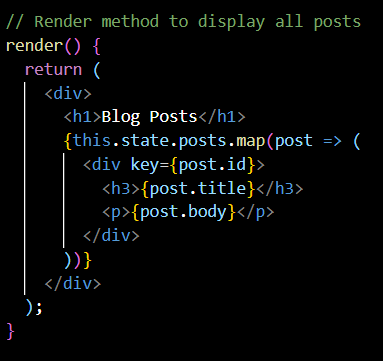 // Render method to display all posts
render() {
  return (
    <div>
      <h1>Blog Posts</h1>
      {this.state.posts.map(post => (
        <div key={post.id}>
          <h3>{post.title}</h3>
          <p>{post.body}</p>
        </div>
      ))}
    </div>
  );
}